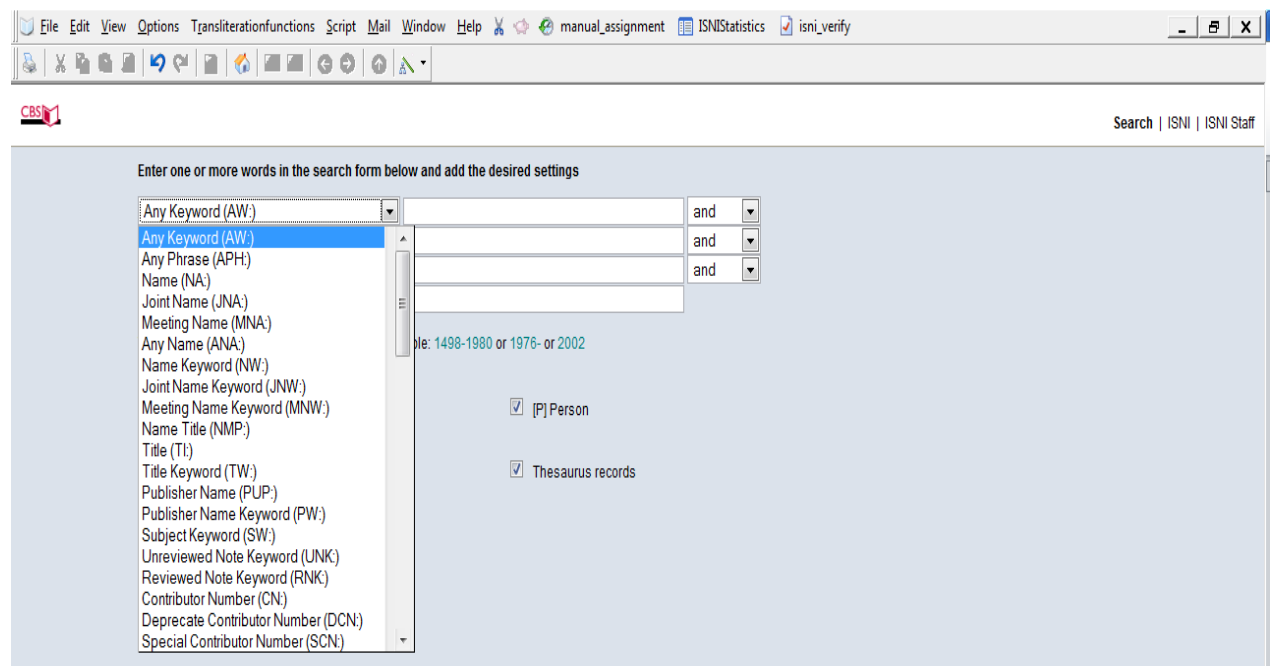 File Edit View Options Transliterationfunctions Script Mail Window Help manual_assignment ISNIStatistics isni_verify
CBS
Search | ISNI | ISNI Staff
Enter one or more words in the search form below and add the desired settings
Any Keyword (AW:) and
Any Keyword (AW:) and
Any Phrase (APH:)
Name (NA:) and
Joint Name (JNA:)
Meeting Name (MNA:)
Any Name (ANA:) ple: 1498-1980 or 1976- or 2002
Name Keyword (NW:)
Joint Name Keyword (JNW:)
Meeting Name Keyword (MNW:) [P] Person
Name Title (NMP:)
Title (TI:)
Title Keyword (TW:) Thesaurus records
Publisher Name (PUP:)
Publisher Name Keyword (PW:)
Subject Keyword (SW:)
Unreviewed Note Keyword (UNK:)
Reviewed Note Keyword (RNK:)
Contributor Number (CN:)
Deprecate Contributor Number (DCN:)
Special Contributor Number (SCN:)